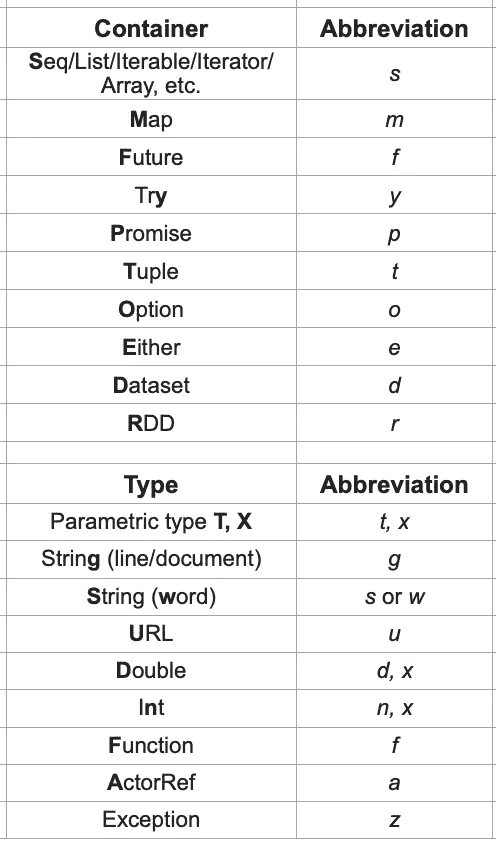 Container Abbreviation
Seq/List/Iterable/Iterator/
Array, etc. s
Map m
Future f
Try y
Promise p
Tuple t
Option o
Either e
Dataset d
RDD r
Type Abbreviation
Parametric type T, X t, x
String (line/document) g
String (word) s or w
URL u
Double d, x
Int n, x
Function f
ActorRef a
Exception z